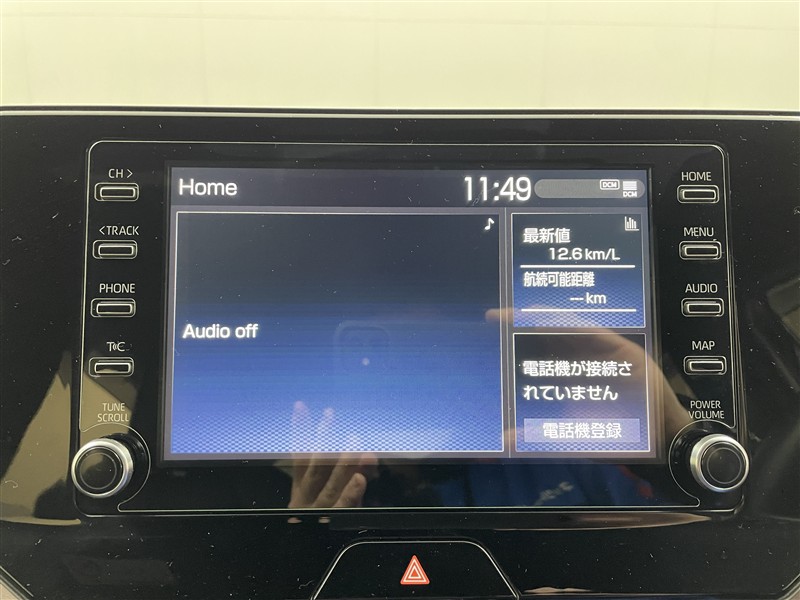 CH >
< TRACK
PHONE
T((C
TUNE
SCROLL
Home
11:49
DCM
DCM
Audio off
最新値
12.6 km/L
航続可能距離
--- km
電話機が接続さ
れていません
電話機登録
HOME
MENU
AUDIO
MAP
POWER
VOLUME